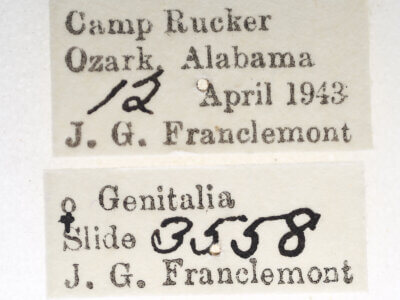 Camp Rucker
Ozark, Alabama
12 April 1943
J. G. Franclemont
♀ Genitalia
Slide 3558
J. G. Franclemont